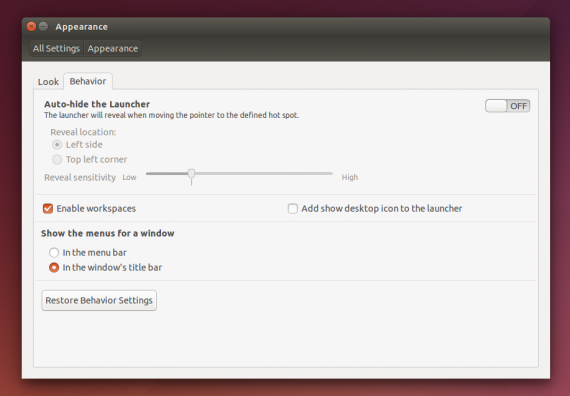 Appearance
All Settings Appearance
Look Behavior
Auto-hide the Launcher
The launcher will reveal when moving the pointer to the defined hot spot.
OFF
Reveal location:
Left side
Top left corner
Reveal sensitivity Low High
Enable workspaces Add show desktop icon to the launcher
Show the menus for a window
In the menu bar
In the window's title bar
Restore Behavior Settings